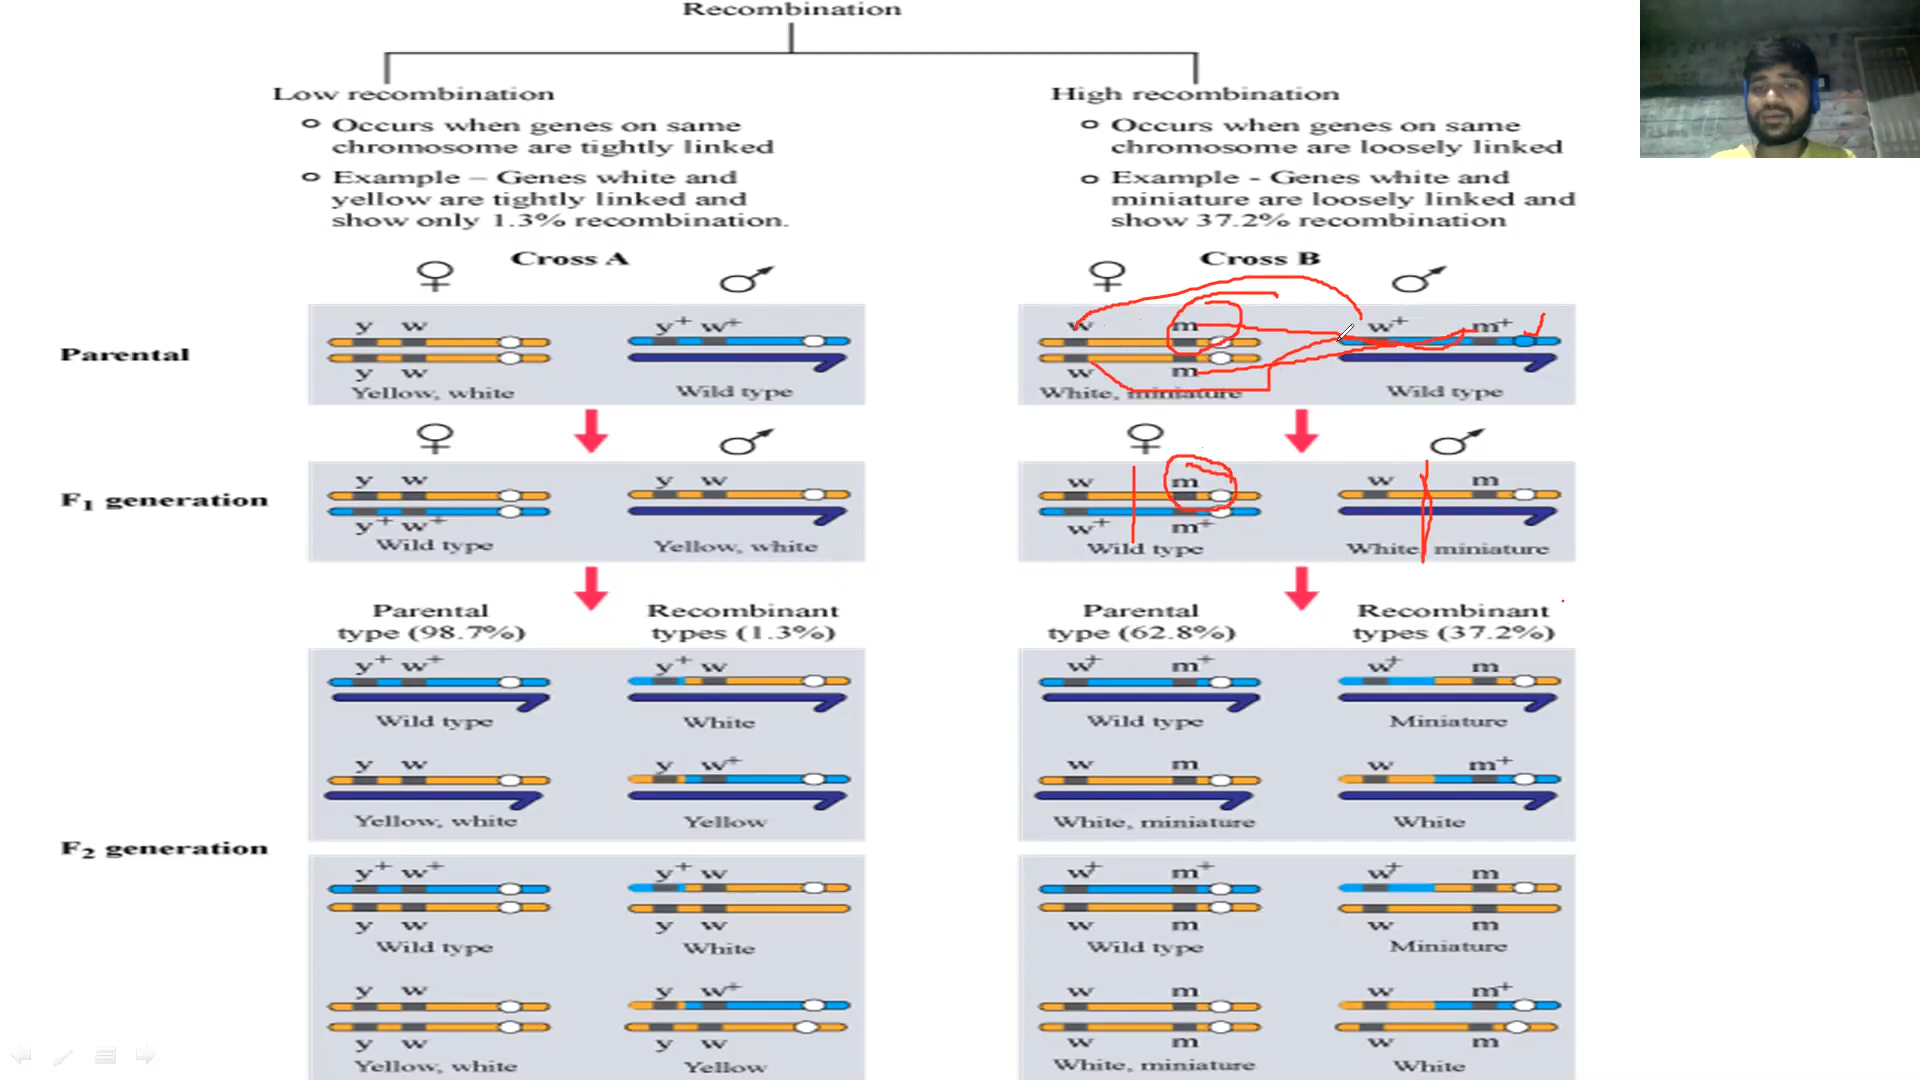 Recombination
Low recombination
Occurs when genes on same
chromosome are tightly linked
Example – Genes white and
yellow are tightly linked and
show only 1.3% recombination.
High recombination
Occurs when genes on same
chromosome are loosely linked
Example - Genes white and
miniature are loosely linked and
show 37.2% recombination
Cross A
♀ ♂
Parental
y w
y w
Yellow, white
y+ w+
Wild type
♀ ♂
F1 generation
y w
y+ w+
Wild type
y w
Yellow, white
Parental
type (98.7%)
Recombinant
types (1.3%)
F2 generation
y+ w+
Wild type
y+ w
White
y w
Yellow, white
y w+
Yellow
y+ w+
y w
Wild type
y+ w
y w
White
y w
y w
Yellow, white
y w+
y w
Yellow
Cross B
♀ ♂
w m
w m
White, miniature
w+ m+
Wild type
♀ ♂
w m
w+ m+
Wild type
w m
White, miniature
Parental
type (62.8%)
Recombinant
types (37.2%)
w+ m+
Wild type
w+ m
Miniature
w m
White, miniature
w m+
White
w+ m+
w m
Wild type
w+ m
w m
Miniature
w m
w m
White, miniature
w m+
w m
White